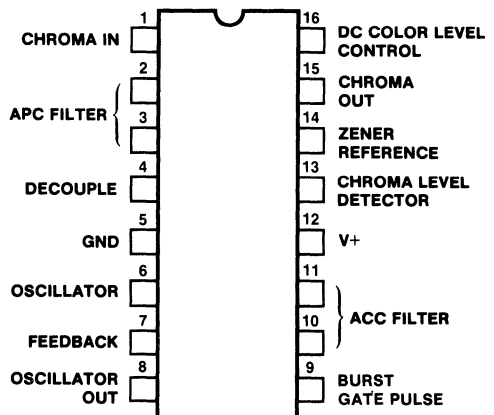 1
16
CHROMA IN
DC COLOR LEVEL
CONTROL
2
15
CHROMA
OUT
APC FILTER
3
14
ZENER
REFERENCE
4
13
DECOUPLE
CHROMA LEVEL
DETECTOR
5
12
GND
V+
6
11
OSCILLATOR
ACC FILTER
7
10
FEEDBACK
8
9
OSCILLATOR
OUT
BURST
GATE PULSE